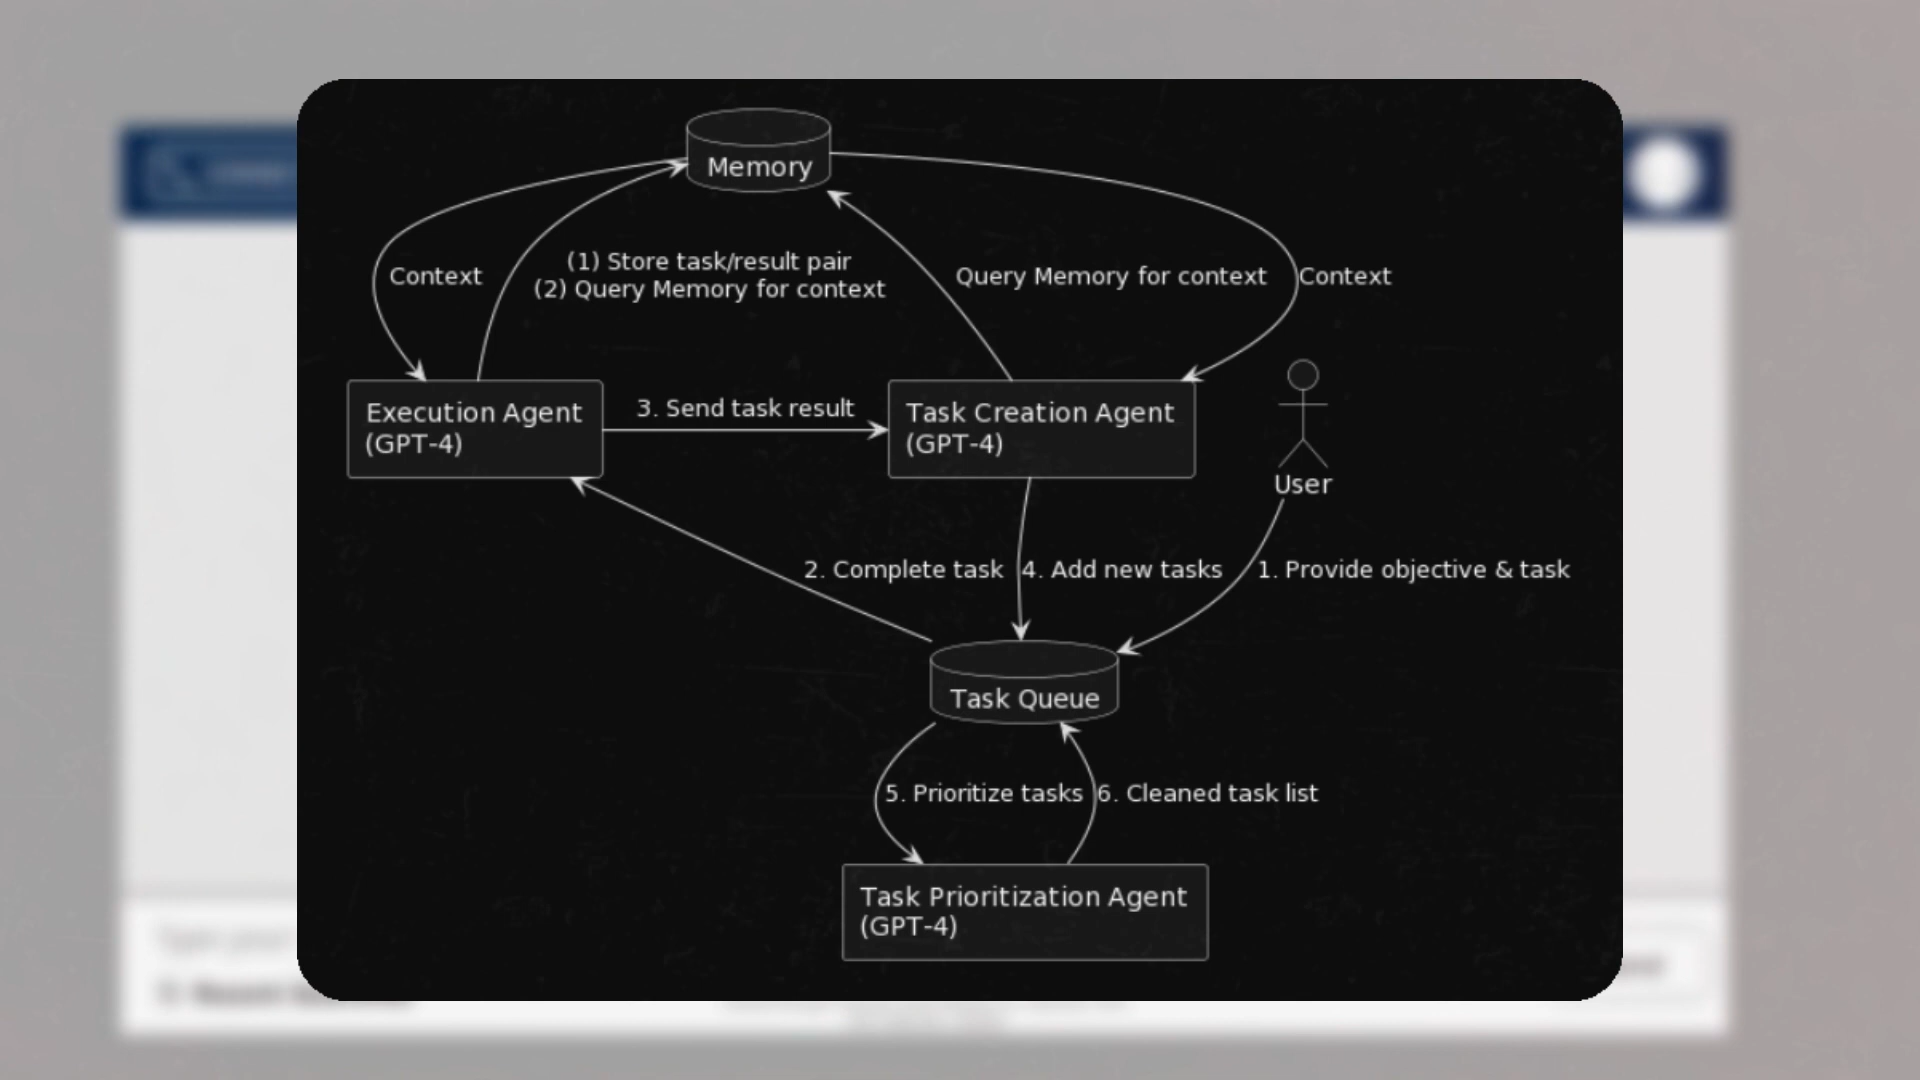 Memory
Context
(1) Store task/result pair
(2) Query Memory for context
Query Memory for context
Context
Execution Agent
(GPT-4)
3. Send task result
Task Creation Agent
(GPT-4)
User
2. Complete task
4. Add new tasks
1. Provide objective & task
Task Queue
5. Prioritize tasks
6. Cleaned task list
Task Prioritization Agent
(GPT-4)